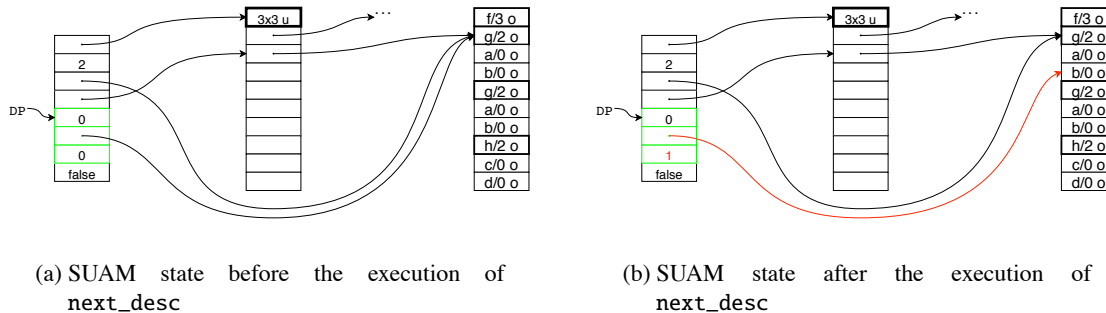 3x3 u
...
2
DP
0
0
false
f/3 o
g/2 o
a/0 o
b/0 o
g/2 o
a/0 o
b/0 o
h/2 o
c/0 o
d/0 o
(a) SUAM state before the execution of
next_desc
3x3 u
...
2
DP
0
1
false
f/3 o
g/2 o
a/0 o
b/0 o
g/2 o
a/0 o
b/0 o
h/2 o
c/0 o
d/0 o
(b) SUAM state after the execution of
next_desc